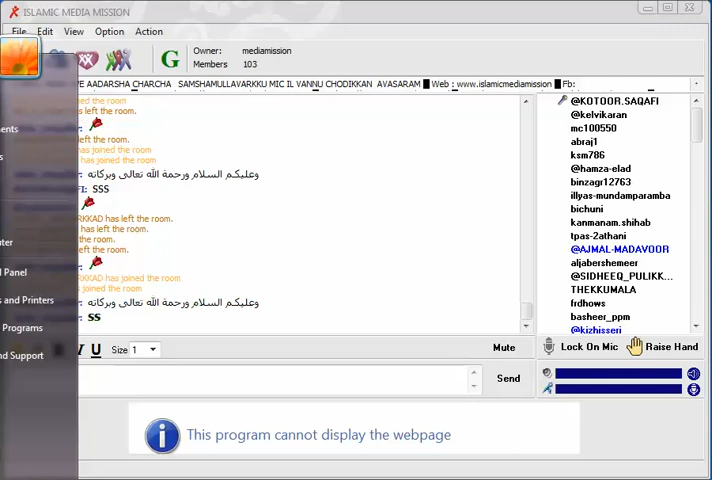 ISLAMIC MEDIA MISSION
File Edit View Option Action
G
Owner: mediamission
Members 103
AADARSHA CHARCHA SAMSHAMULLAVARKKU MIC IL VANNU CHODIKKAN AVASARAM Web : www.islamicmediamission Fb:
joined the room
has left the room.
left the room.
has joined the room
has joined the room
وعليكم السلام ورحمة الله تعالى وبركاته
SSS
has left the room.
has left the room.
left the room.
left the room.
has joined the room
joined the room
وعليكم السلام ورحمة الله تعالى وبركاته
SS
U Size 1 Mute
Send
@KOTOOR.SAQAFI
@kelvikaran
mc100550
abraj1
ksm786
@hamza-elad
binzagr12763
illyas-mundamparamba
bichuni
kanmanam.shihab
tpas-2athani
@AJMAL-MADAVOOR
aljabershemeer
@SIDHEEQ_PULIKK...
THEKKUMALA
frdhows
basheer_ppm
@kizhisseri
Lock On Mic Raise Hand
Panel
and Printers
Programs
and Support
This program cannot display the webpage